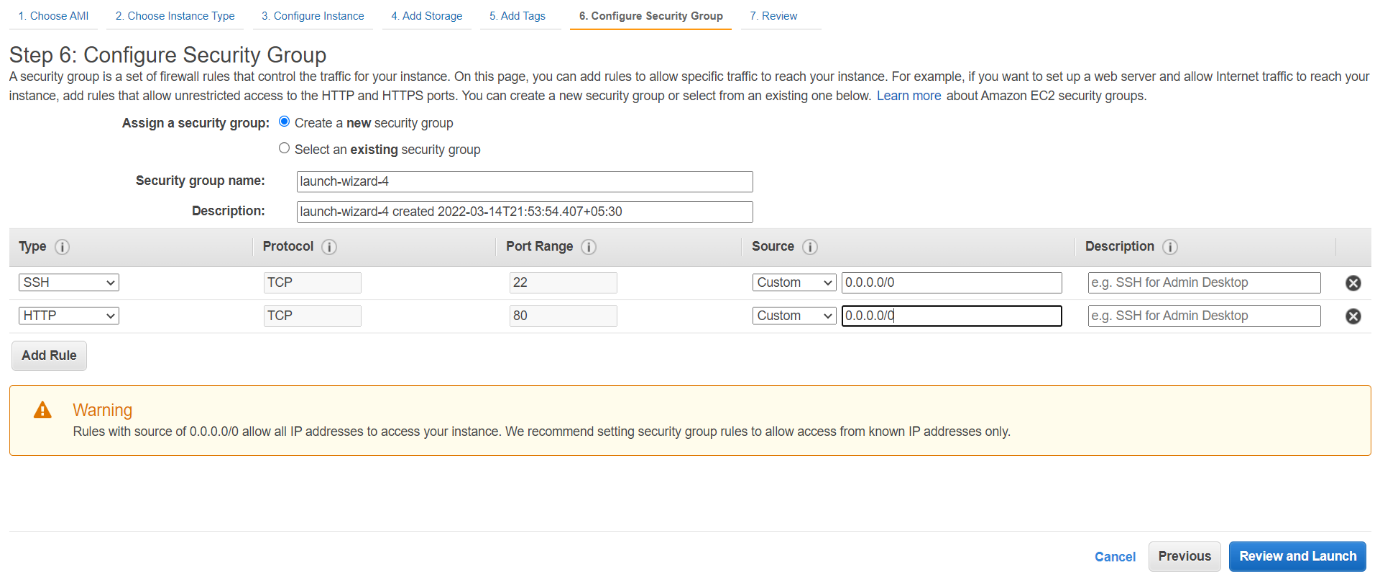 1. Choose AMI 2. Choose Instance Type 3. Configure Instance 4. Add Storage 5. Add Tags 6. Configure Security Group 7. Review
Step 6: Configure Security Group
A security group is a set of firewall rules that control the traffic for your instance. On this page, you can add rules to allow specific traffic to reach your instance. For example, if you want to set up a web server and allow Internet traffic to reach your
instance, add rules that allow unrestricted access to the HTTP and HTTPS ports. You can create a new security group or select from an existing one below. Learn more about Amazon EC2 security groups.
Assign a security group: Create a new security group
Select an existing security group
Security group name: launch-wizard-4
Description: launch-wizard-4 created 2022-03-14T21:53:54.407+05:30
Type i Protocol i Port Range i Source i Description i
SSH TCP 22 Custom 0.0.0.0/0 e.g. SSH for Admin Desktop
HTTP TCP 80 Custom 0.0.0.0/0 e.g. SSH for Admin Desktop
Add Rule
Warning
Rules with source of 0.0.0.0/0 allow all IP addresses to access your instance. We recommend setting security group rules to allow access from known IP addresses only.
Cancel Previous Review and Launch